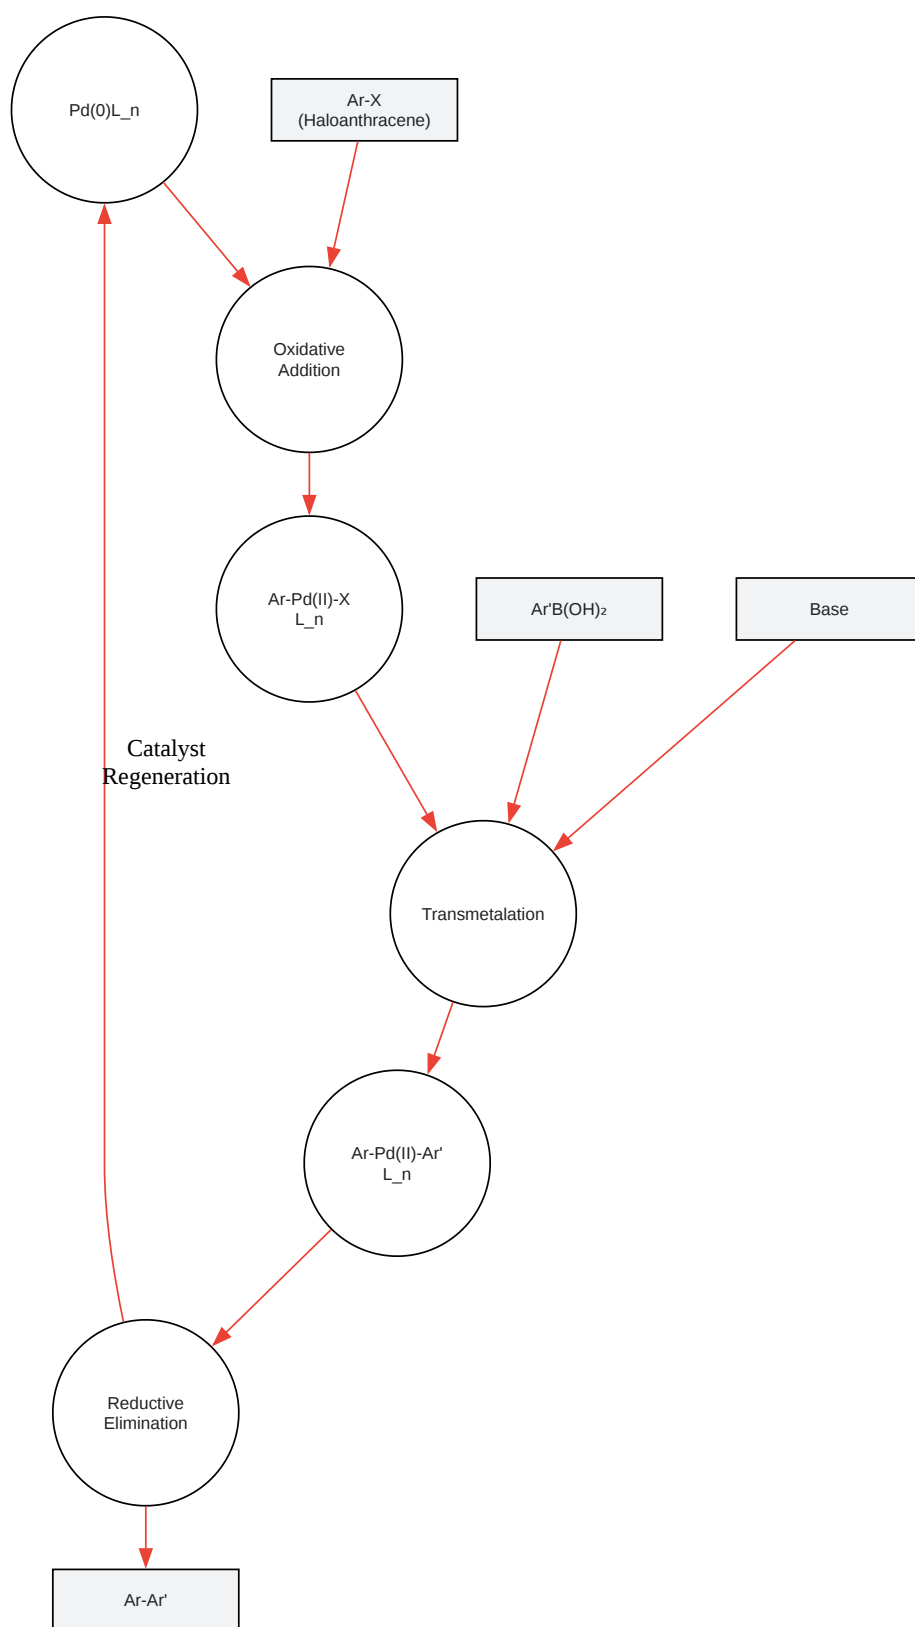 Pd(0)L_n
Ar-X
(Haloanthracene)
Oxidative
Addition
Ar-Pd(II)-X
L_n
Ar'B(OH)₂
Base
Catalyst
Regeneration
Transmetalation
Ar-Pd(II)-Ar'
L_n
Reductive
Elimination
Ar-Ar'